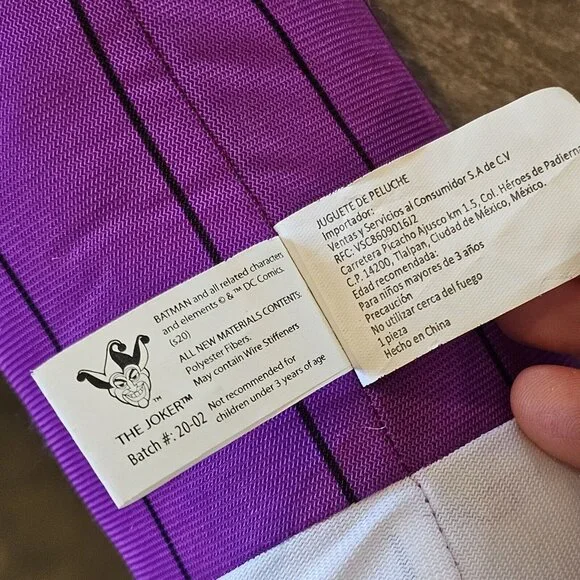 BATMAN and all related characters
and elements © & ™ DC Comics.
(s20)
ALL NEW MATERIALS CONTENTS:
Polyester Fibers.
May contain Wire Stiffeners
THE JOKER™
Batch #: 20-02
Not recommended for
children under 3 years of age
JUGUETE DE PELUCHE
Importador:
Ventas y Servicios al Consumidor S.A de C.V
RFC: VSC8609016J2
Carretera Picacho Ajusco km 1.5, Col. Héroes de Padierna
C.P. 14200, Tlalpan, Ciudad de México, México.
Edad recomendada:
Para niños mayores de 3 años
Precaución
No utilizar cerca del fuego
1 pieza
Hecho en China